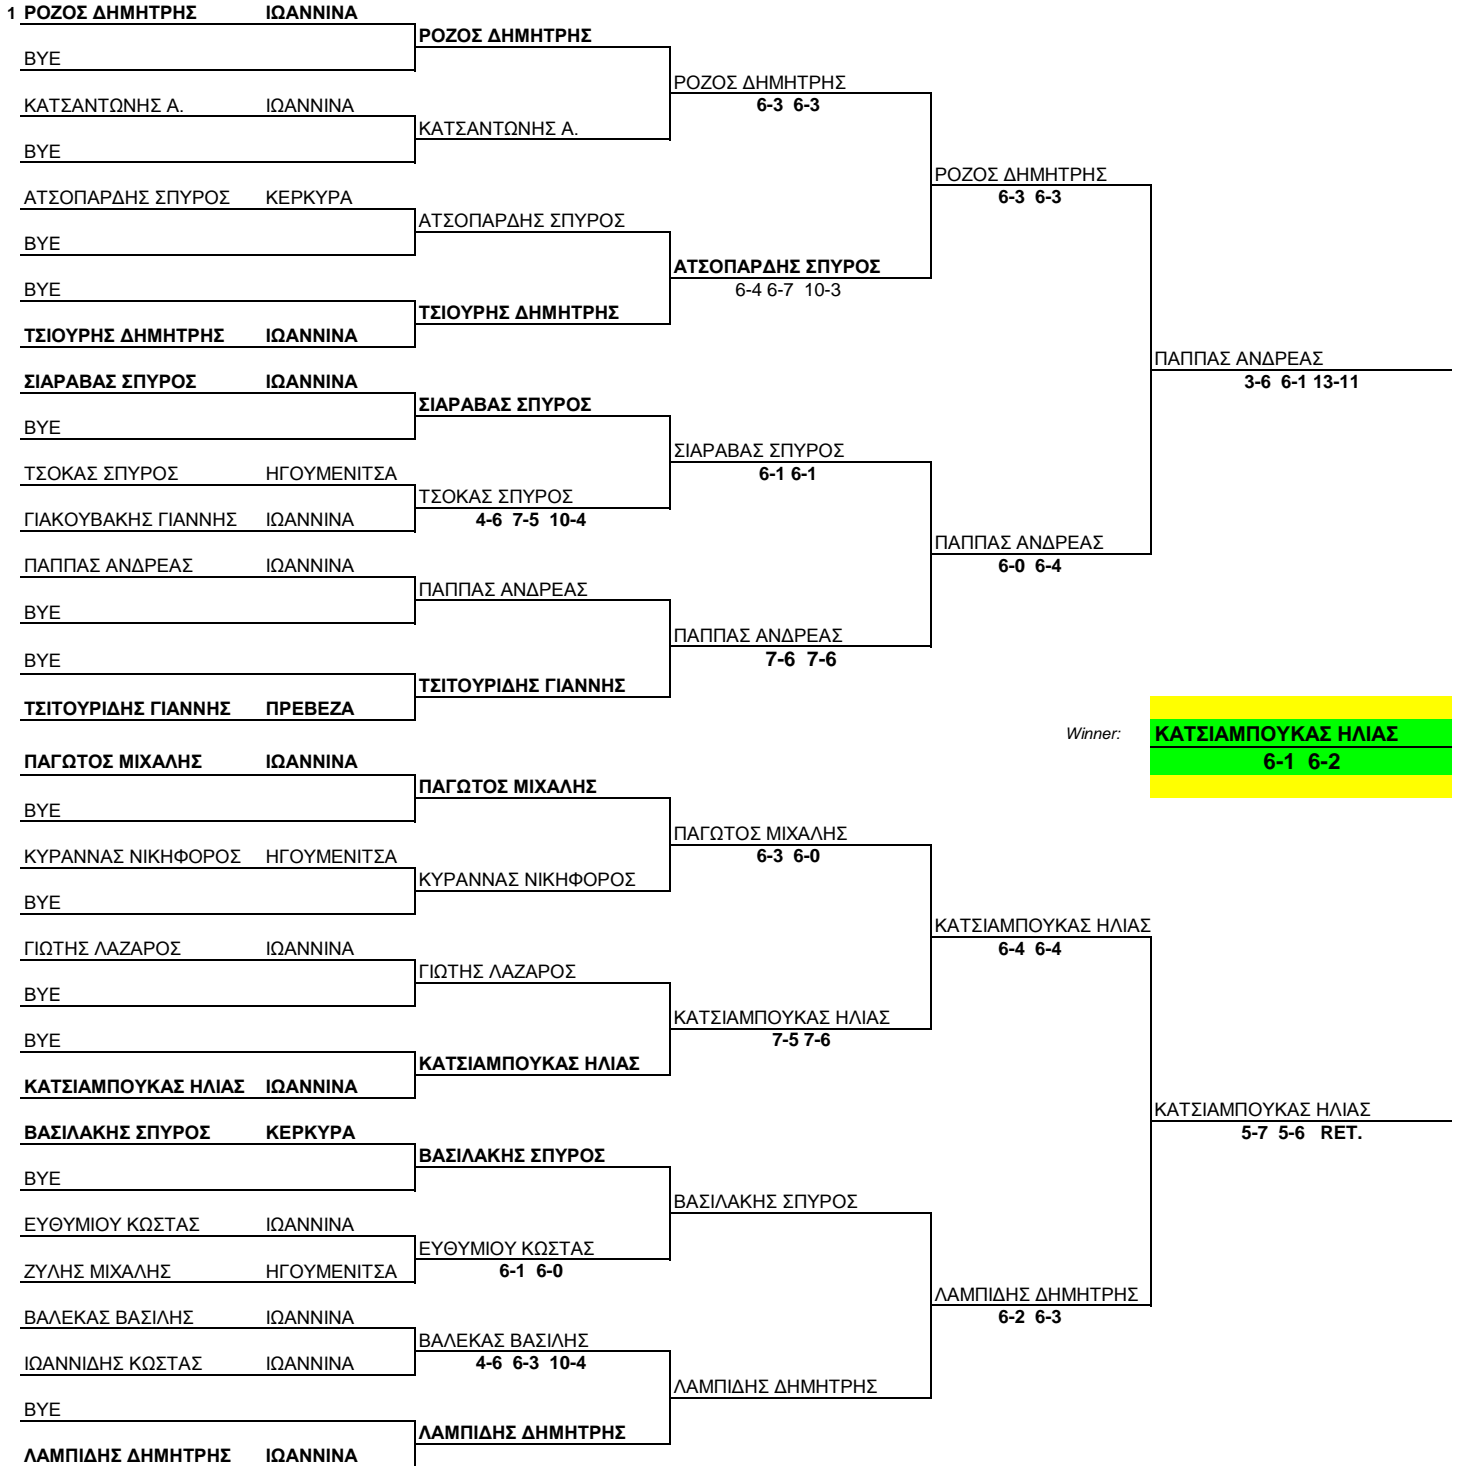 1 ΡΟΖΟΣ ΔΗΜΗΤΡΗΣ ΙΩΑΝΝΙΝΑ
ΡΟΖΟΣ ΔΗΜΗΤΡΗΣ
BYE
ΡΟΖΟΣ ΔΗΜΗΤΡΗΣ
ΚΑΤΣΑΝΤΩΝΗΣ Α. ΙΩΑΝΝΙΝΑ 6-3 6-3
ΚΑΤΣΑΝΤΩΝΗΣ Α.
BYE
ΡΟΖΟΣ ΔΗΜΗΤΡΗΣ
ΑΤΣΟΠΑΡΔΗΣ ΣΠΥΡΟΣ ΚΕΡΚΥΡΑ 6-3 6-3
ΑΤΣΟΠΑΡΔΗΣ ΣΠΥΡΟΣ
BYE
ΑΤΣΟΠΑΡΔΗΣ ΣΠΥΡΟΣ
BYE 6-4 6-7 10-3
ΤΣΙΟΥΡΗΣ ΔΗΜΗΤΡΗΣ
ΤΣΙΟΥΡΗΣ ΔΗΜΗΤΡΗΣ ΙΩΑΝΝΙΝΑ
ΠΑΠΠΑΣ ΑΝΔΡΕΑΣ
ΣΙΑΡΑΒΑΣ ΣΠΥΡΟΣ ΙΩΑΝΝΙΝΑ 3-6 6-1 13-11
ΣΙΑΡΑΒΑΣ ΣΠΥΡΟΣ
BYE
ΣΙΑΡΑΒΑΣ ΣΠΥΡΟΣ
ΤΣΟΚΑΣ ΣΠΥΡΟΣ ΗΓΟΥΜΕΝΙΤΣΑ 6-1 6-1
ΤΣΟΚΑΣ ΣΠΥΡΟΣ
ΓΙΑΚΟΥΒΑΚΗΣ ΓΙΑΝΝΗΣ ΙΩΑΝΝΙΝΑ 4-6 7-5 10-4
ΠΑΠΠΑΣ ΑΝΔΡΕΑΣ
ΠΑΠΠΑΣ ΑΝΔΡΕΑΣ ΙΩΑΝΝΙΝΑ 6-0 6-4
ΠΑΠΠΑΣ ΑΝΔΡΕΑΣ
BYE
ΠΑΠΠΑΣ ΑΝΔΡΕΑΣ
BYE 7-6 7-6
ΤΣΙΤΟΥΡΙΔΗΣ ΓΙΑΝΝΗΣ
ΤΣΙΤΟΥΡΙΔΗΣ ΓΙΑΝΝΗΣ ΠΡΕΒΕΖΑ
Winner: ΚΑΤΣΙΑΜΠΟΥΚΑΣ ΗΛΙΑΣ
ΠΑΓΩΤΟΣ ΜΙΧΑΛΗΣ ΙΩΑΝΝΙΝΑ 6-1 6-2
ΠΑΓΩΤΟΣ ΜΙΧΑΛΗΣ
BYE
ΠΑΓΩΤΟΣ ΜΙΧΑΛΗΣ
ΚΥΡΑΝΝΑΣ ΝΙΚΗΦΟΡΟΣ ΗΓΟΥΜΕΝΙΤΣΑ 6-3 6-0
ΚΥΡΑΝΝΑΣ ΝΙΚΗΦΟΡΟΣ
BYE
ΚΑΤΣΙΑΜΠΟΥΚΑΣ ΗΛΙΑΣ
ΓΙΩΤΗΣ ΛΑΖΑΡΟΣ ΙΩΑΝΝΙΝΑ 6-4 6-4
ΓΙΩΤΗΣ ΛΑΖΑΡΟΣ
BYE
ΚΑΤΣΙΑΜΠΟΥΚΑΣ ΗΛΙΑΣ
BYE 7-5 7-6
ΚΑΤΣΙΑΜΠΟΥΚΑΣ ΗΛΙΑΣ
ΚΑΤΣΙΑΜΠΟΥΚΑΣ ΗΛΙΑΣ ΙΩΑΝΝΙΝΑ
ΚΑΤΣΙΑΜΠΟΥΚΑΣ ΗΛΙΑΣ
ΒΑΣΙΛΑΚΗΣ ΣΠΥΡΟΣ ΚΕΡΚΥΡΑ 5-7 5-6 RET.
ΒΑΣΙΛΑΚΗΣ ΣΠΥΡΟΣ
BYE
ΒΑΣΙΛΑΚΗΣ ΣΠΥΡΟΣ
ΕΥΘΥΜΙΟΥ ΚΩΣΤΑΣ ΙΩΑΝΝΙΝΑ
ΕΥΘΥΜΙΟΥ ΚΩΣΤΑΣ
ΖΥΛΗΣ ΜΙΧΑΛΗΣ ΗΓΟΥΜΕΝΙΤΣΑ 6-1 6-0
ΛΑΜΠΙΔΗΣ ΔΗΜΗΤΡΗΣ
ΒΑΛΕΚΑΣ ΒΑΣΙΛΗΣ ΙΩΑΝΝΙΝΑ 6-2 6-3
ΒΑΛΕΚΑΣ ΒΑΣΙΛΗΣ
ΙΩΑΝΝΙΔΗΣ ΚΩΣΤΑΣ ΙΩΑΝΝΙΝΑ 4-6 6-3 10-4
ΛΑΜΠΙΔΗΣ ΔΗΜΗΤΡΗΣ
BYE
ΛΑΜΠΙΔΗΣ ΔΗΜΗΤΡΗΣ
ΛΑΜΠΙΔΗΣ ΔΗΜΗΤΡΗΣ ΙΩΑΝΝΙΝΑ